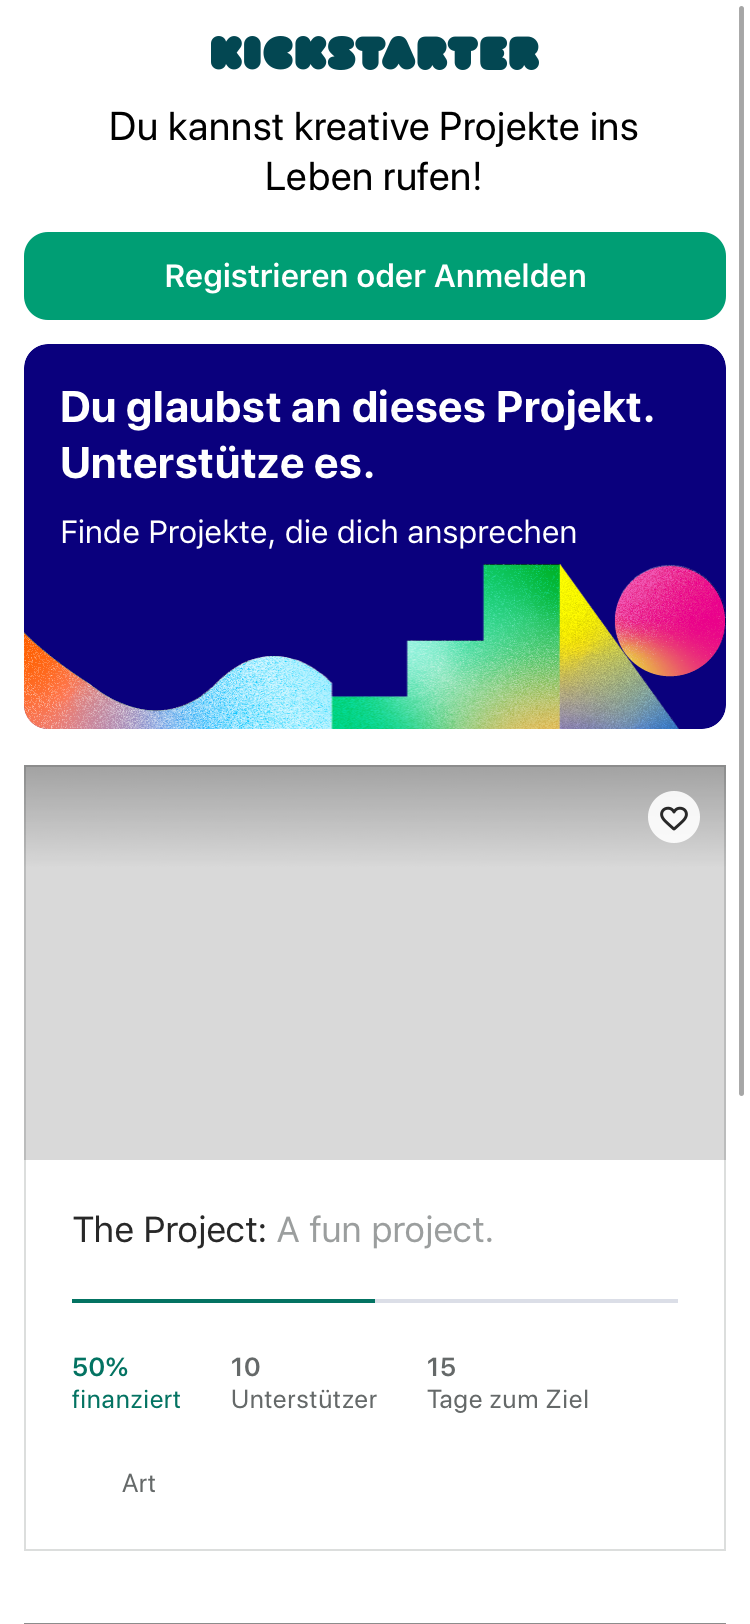 KICKSTARTER
Du kannst kreative Projekte ins
Leben rufen!
Registrieren oder Anmelden
Du glaubst an dieses Projekt.
Unterstütze es.
Finde Projekte, die dich ansprechen
The Project: A fun project.
50%
finanziert
10
Unterstützer
15
Tage zum Ziel
Art